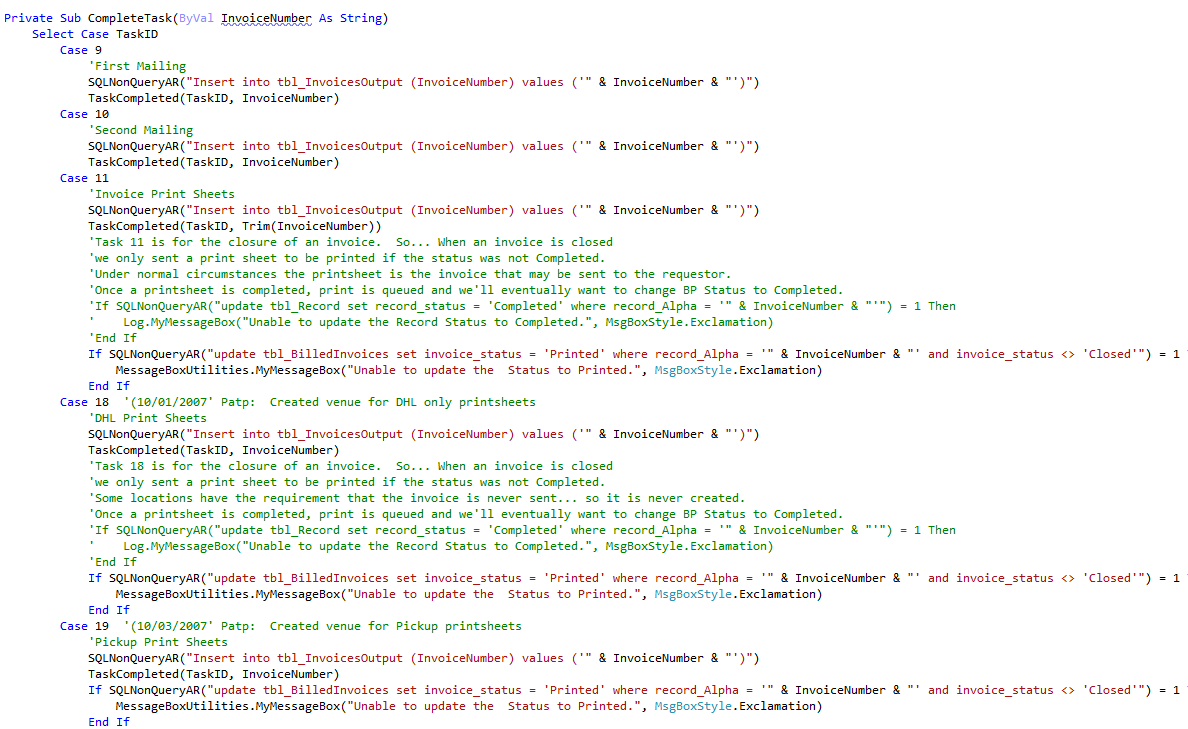 Private Sub CompleteTask(ByVal InvoiceNumber As String)
    Select Case TaskID
        Case 9
            'First Mailing
            SQLNonQueryAR("Insert into tbl_InvoicesOutput (InvoiceNumber) values ('" & InvoiceNumber & "')")
            TaskCompleted(TaskID, InvoiceNumber)
        Case 10
            'Second Mailing
            SQLNonQueryAR("Insert into tbl_InvoicesOutput (InvoiceNumber) values ('" & InvoiceNumber & "')")
            TaskCompleted(TaskID, InvoiceNumber)
        Case 11
            'Invoice Print Sheets
            SQLNonQueryAR("Insert into tbl_InvoicesOutput (InvoiceNumber) values ('" & InvoiceNumber & "')")
            TaskCompleted(TaskID, Trim(InvoiceNumber))
            'Task 11 is for the closure of an invoice.  So... When an invoice is closed
            'we only sent a print sheet to be printed if the status was not Completed.
            'Under normal circumstances the printsheet is the invoice that may be sent to the requestor.
            'Once a printsheet is completed, print is queued and we'll eventually want to change BP Status to Completed.
            'If SQLNonQueryAR("update tbl_Record set record_status = 'Completed' where record_Alpha = '" & InvoiceNumber & "'") = 1 Then
            '    Log.MyMessageBox("Unable to update the Record Status to Completed.", MsgBoxStyle.Exclamation)
            'End If
            If SQLNonQueryAR("update tbl_BilledInvoices set invoice_status = 'Printed' where record_Alpha = '" & InvoiceNumber & "' and invoice_status <> 'Closed'") = 1
                MessageBoxUtilities.MyMessageBox("Unable to update the  Status to Printed.", MsgBoxStyle.Exclamation)
            End If
        Case 18  '(10/01/2007' Patp:  Created venue for DHL only printsheets
            'DHL Print Sheets
            SQLNonQueryAR("Insert into tbl_InvoicesOutput (InvoiceNumber) values ('" & InvoiceNumber & "')")
            TaskCompleted(TaskID, InvoiceNumber)
            'Task 18 is for the closure of an invoice.  So... When an invoice is closed
            'we only sent a print sheet to be printed if the status was not Completed.
            'Some locations have the requirement that the invoice is never sent... so it is never created.
            'Once a printsheet is completed, print is queued and we'll eventually want to change BP Status to Completed.
            'If SQLNonQueryAR("update tbl_Record set record_status = 'Completed' where record_Alpha = '" & InvoiceNumber & "'") = 1 Then
            '    Log.MyMessageBox("Unable to update the Record Status to Completed.", MsgBoxStyle.Exclamation)
            'End If
            If SQLNonQueryAR("update tbl_BilledInvoices set invoice_status = 'Printed' where record_Alpha = '" & InvoiceNumber & "' and invoice_status <> 'Closed'") = 1
                MessageBoxUtilities.MyMessageBox("Unable to update the  Status to Printed.", MsgBoxStyle.Exclamation)
            End If
        Case 19  '(10/03/2007' Patp:  Created venue for Pickup printsheets
            'Pickup Print Sheets
            SQLNonQueryAR("Insert into tbl_InvoicesOutput (InvoiceNumber) values ('" & InvoiceNumber & "')")
            TaskCompleted(TaskID, InvoiceNumber)
            If SQLNonQueryAR("update tbl_BilledInvoices set invoice_status = 'Printed' where record_Alpha = '" & InvoiceNumber & "' and invoice_status <> 'Closed'") = 1
                MessageBoxUtilities.MyMessageBox("Unable to update the  Status to Printed.", MsgBoxStyle.Exclamation)
            End If